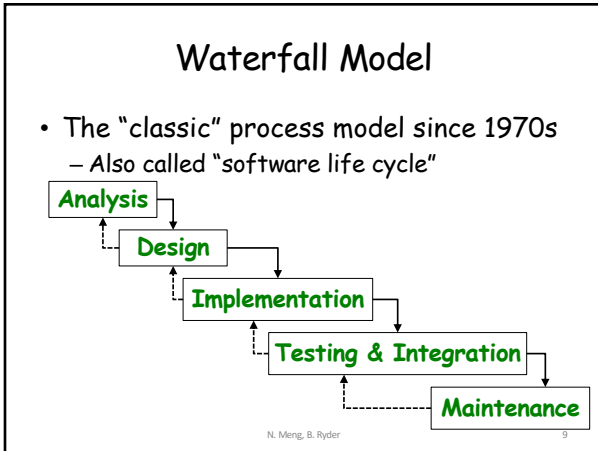 Waterfall Model
• The “classic” process model since 1970s
– Also called “software life cycle”
Analysis
Design
Implementation
Testing & Integration
Maintenance
N. Meng, B. Ryder
9